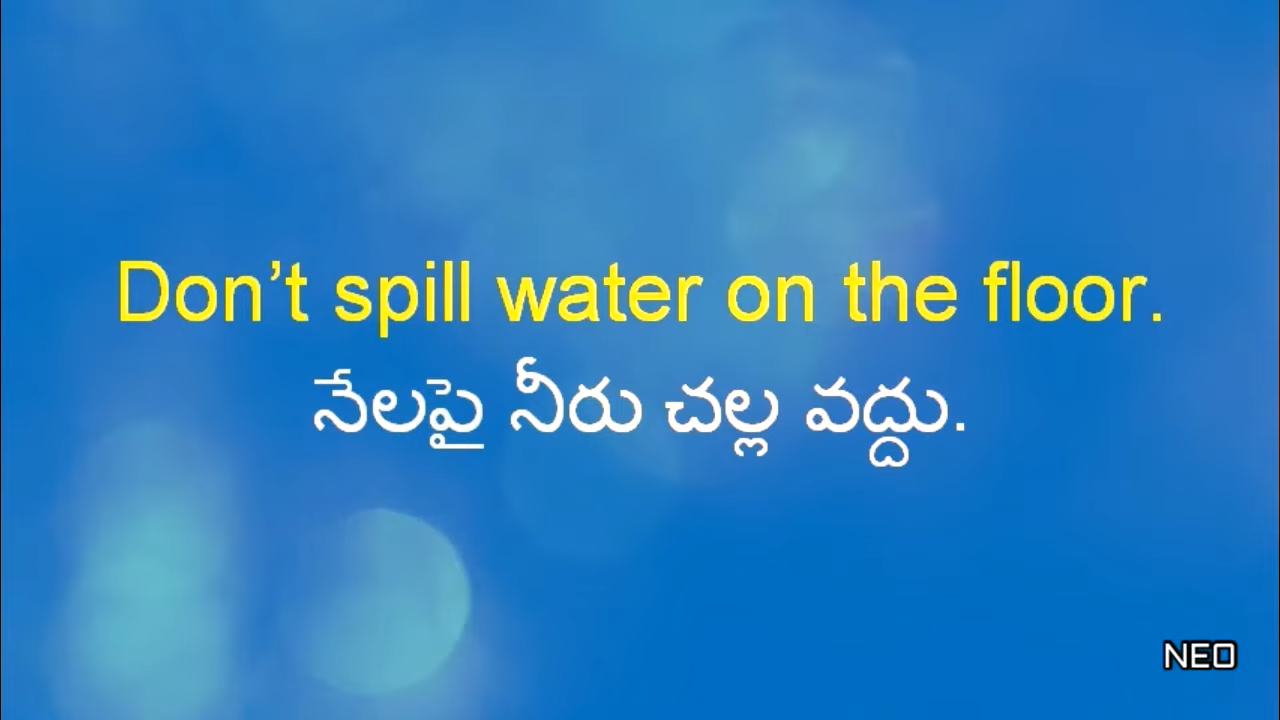 Don’t spill water on the floor.
నేలపై నీరు చల్ల వద్దు.
NEO